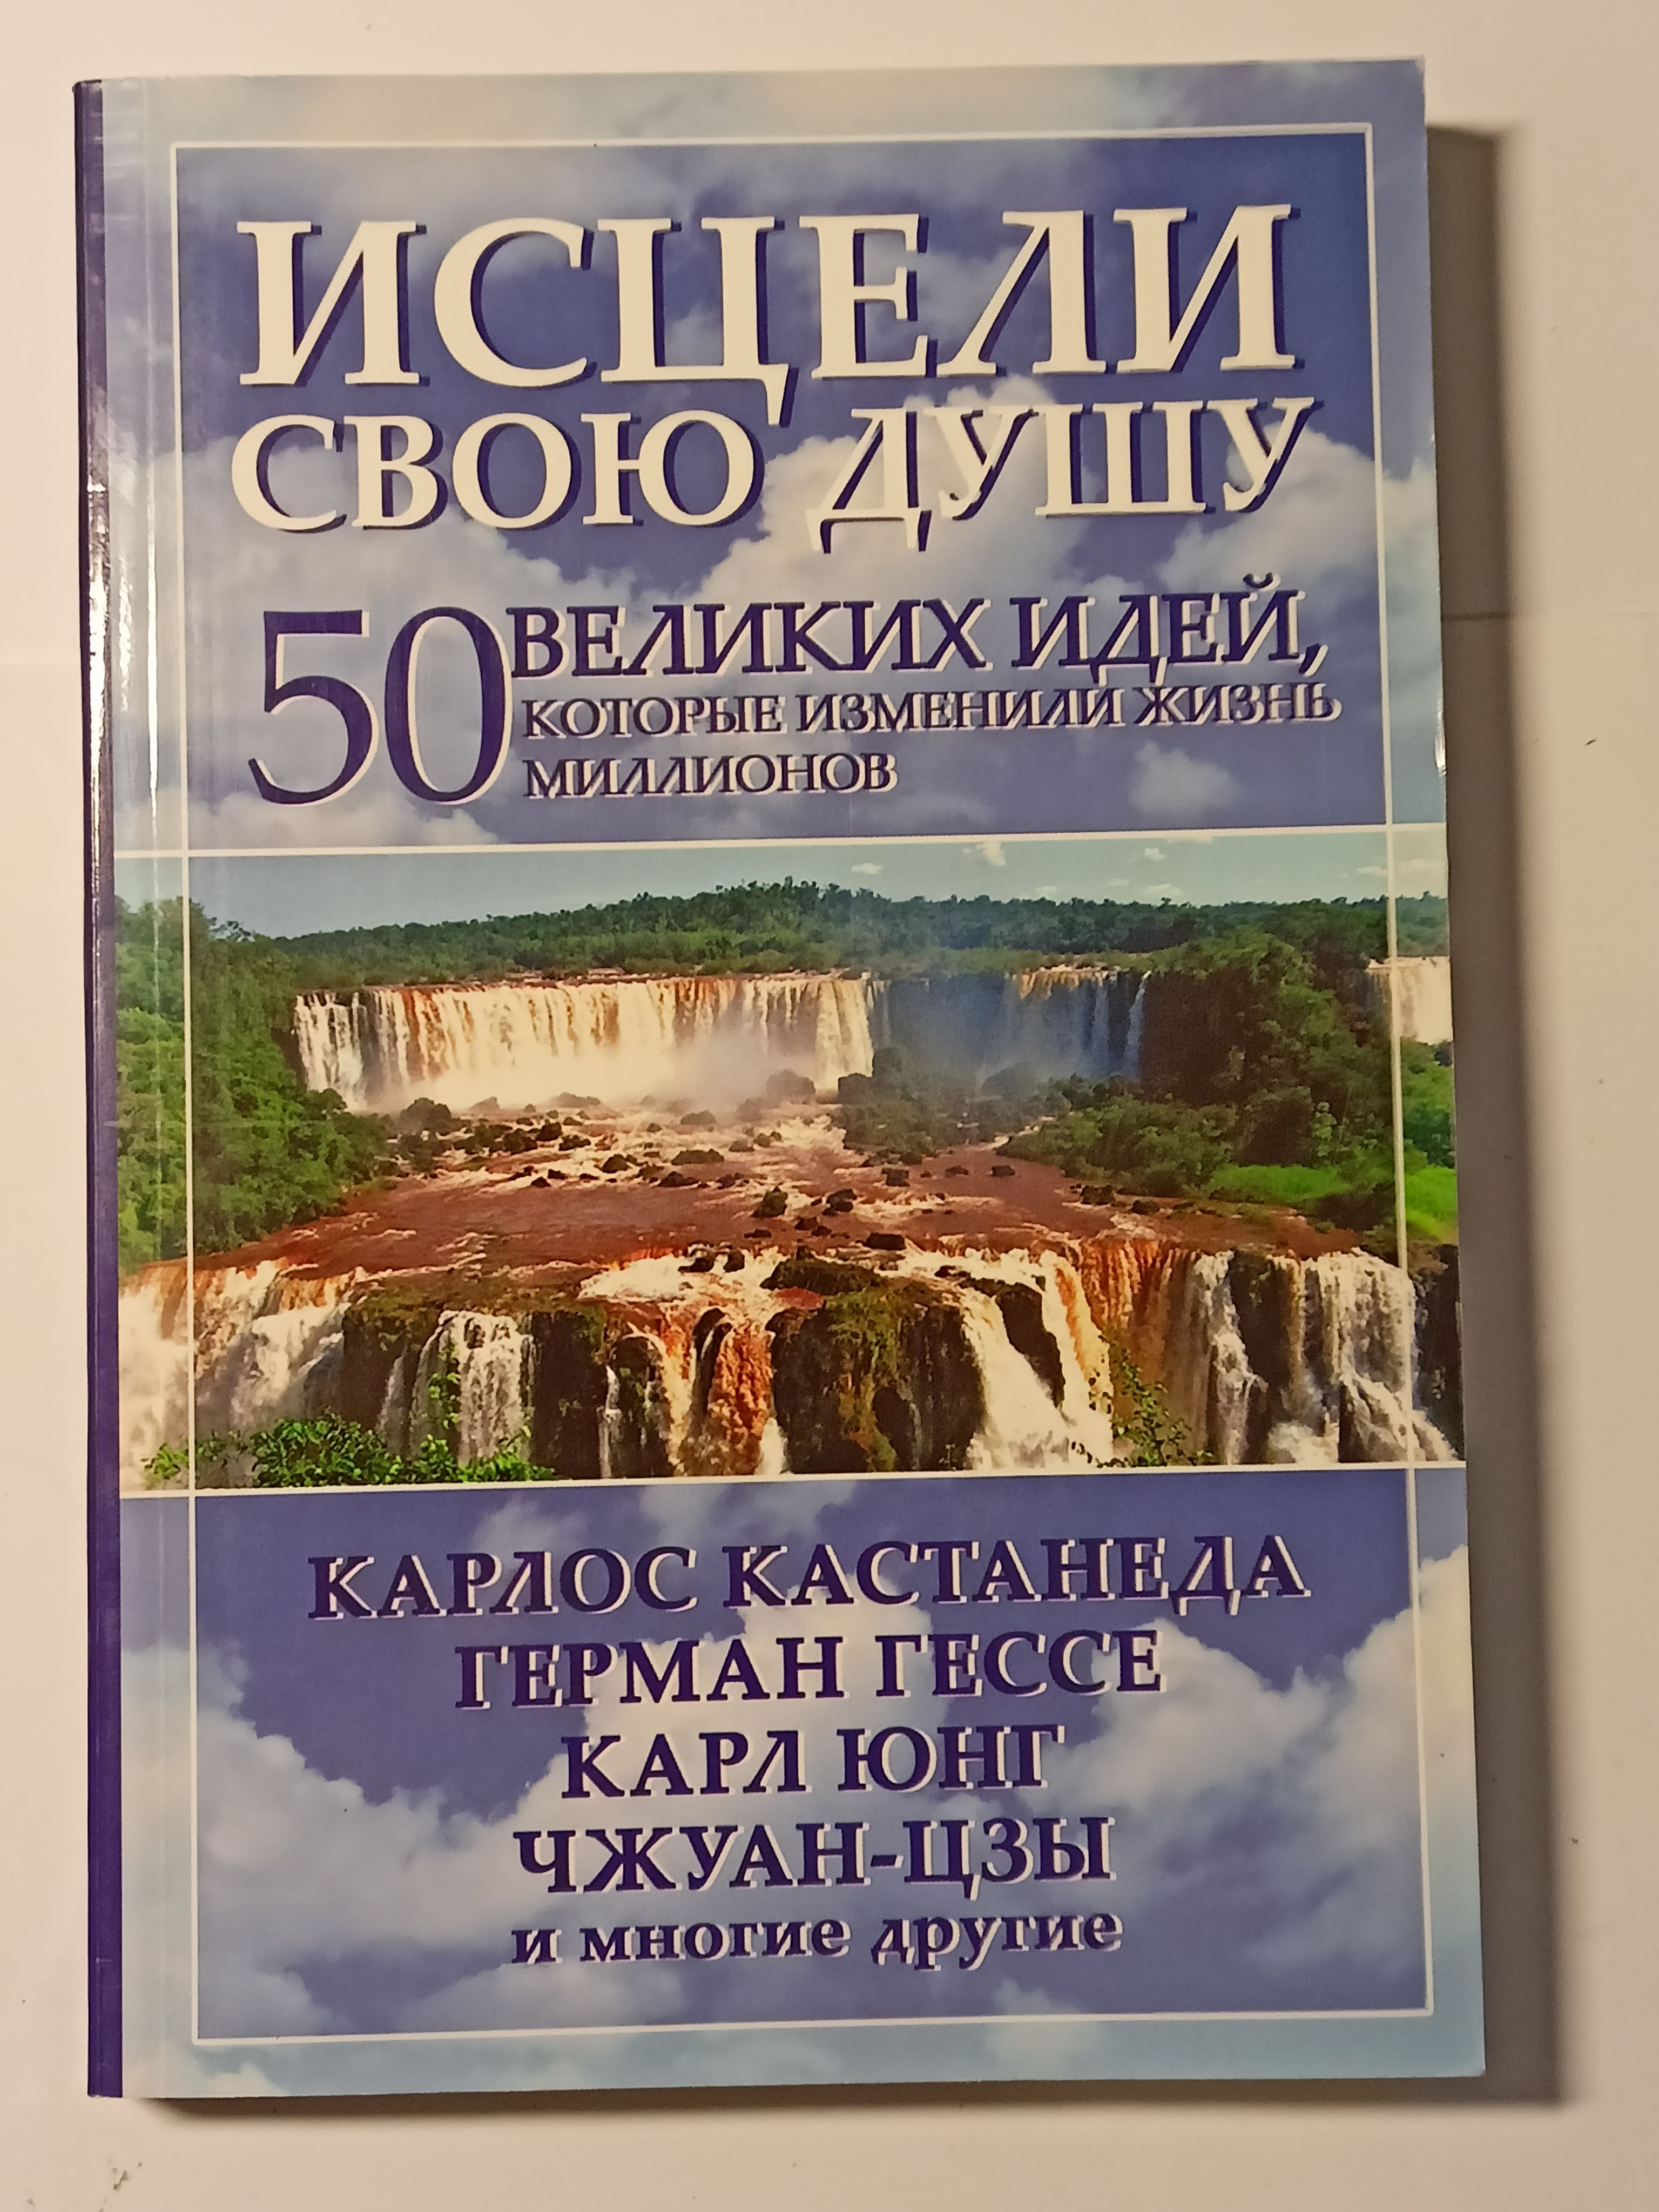 ИСЦЕЛИ
СВОЮ ДУШУ
50 ВЕЛИКИХ ИДЕЙ,
КОТОРЫЕ ИЗМЕНИЛИ ЖИЗНЬ
МИЛЛИОНОВ
КАРЛОС КАСТАНЕДА
ГЕРМАН ГЕССЕ
КАРЛ ЮНГ
ЧЖУАН-ЦЗЫ
и многие другие